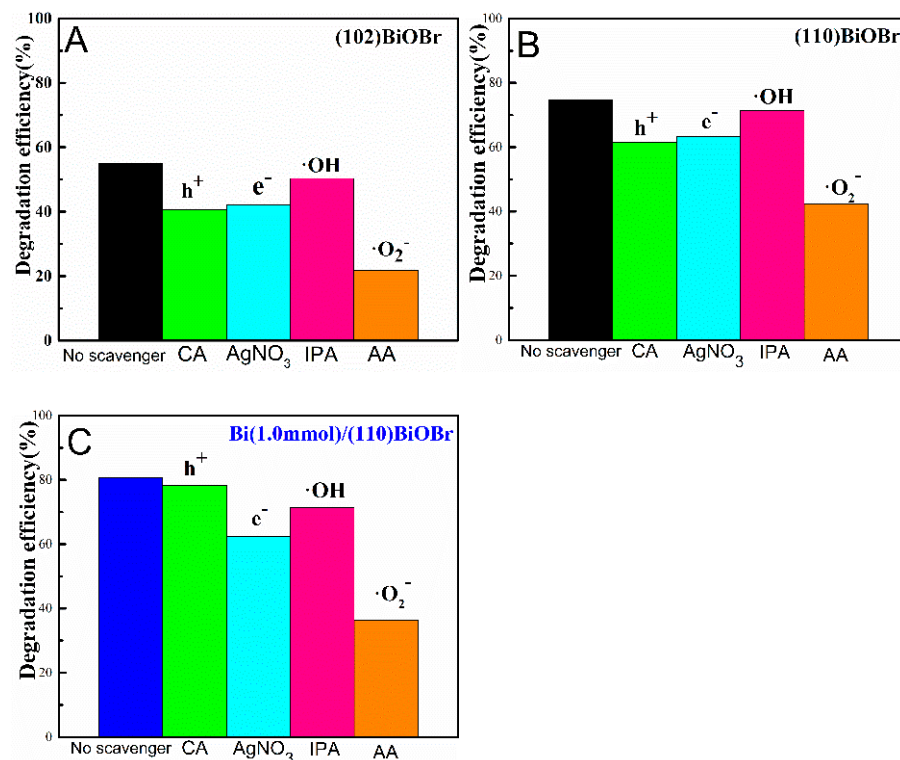 A
(102)BiOBr
Degradation efficiency(%)
100
80
60
40
20
0
h⁺
e⁻
·OH
·O₂⁻
No scavenger CA AgNO₃ IPA AA
B
(110)BiOBr
Degradation efficiency(%)
100
80
60
40
20
0
h⁺
e⁻
·OH
·O₂⁻
No scavenger CA AgNO₃ IPA AA
C
Bi(1.0mmol)/(110)BiOBr
Degradation efficiency(%)
100
80
60
40
20
0
h⁺
e⁻
·OH
·O₂⁻
No scavenger CA AgNO₃ IPA AA